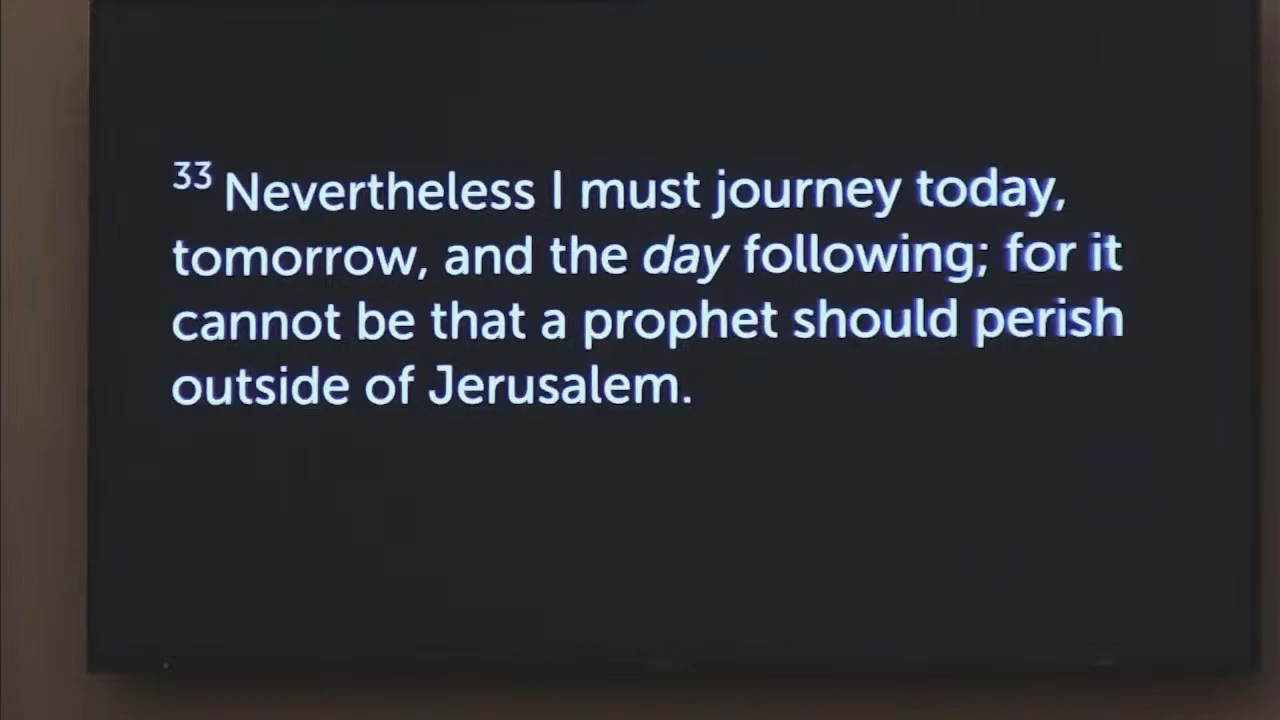 33 Nevertheless I must journey today,
tomorrow, and the day following; for it
cannot be that a prophet should perish
outside of Jerusalem.